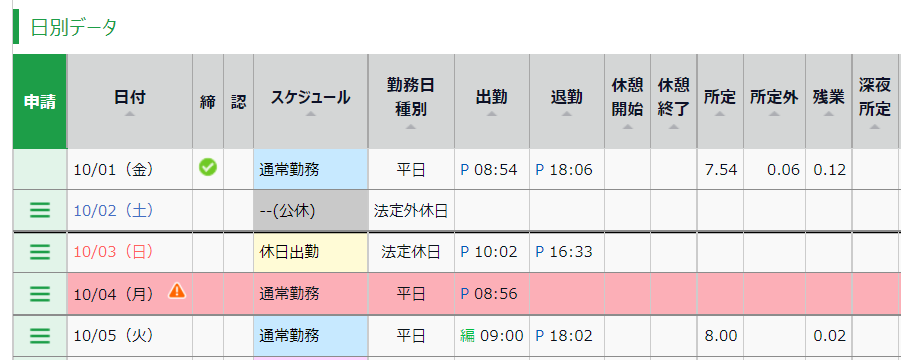 日別データ
申請 日付 締 認 スケジュール 勤務日種別 出勤 退勤 休憩開始 休憩終了 所定 所定外 残業 深夜所定
10/01（金） 通常勤務 平日 P 08:54 P 18:06 7.54 0.06 0.12
10/02（土） --(公休) 法定外休日
10/03（日） 休日出勤 法定休日 P 10:02 P 16:33
10/04（月） 通常勤務 平日 P 08:56
10/05（火） 通常勤務 平日 編 09:00 P 18:02 8.00 0.02